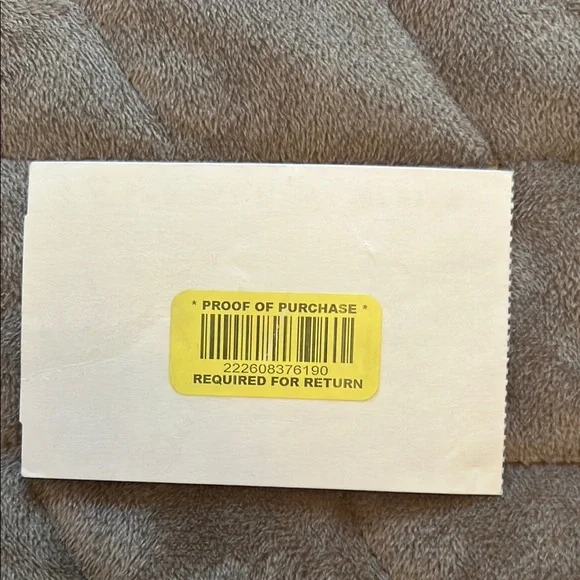 * PROOF OF PURCHASE *
222608376190
REQUIRED FOR RETURN